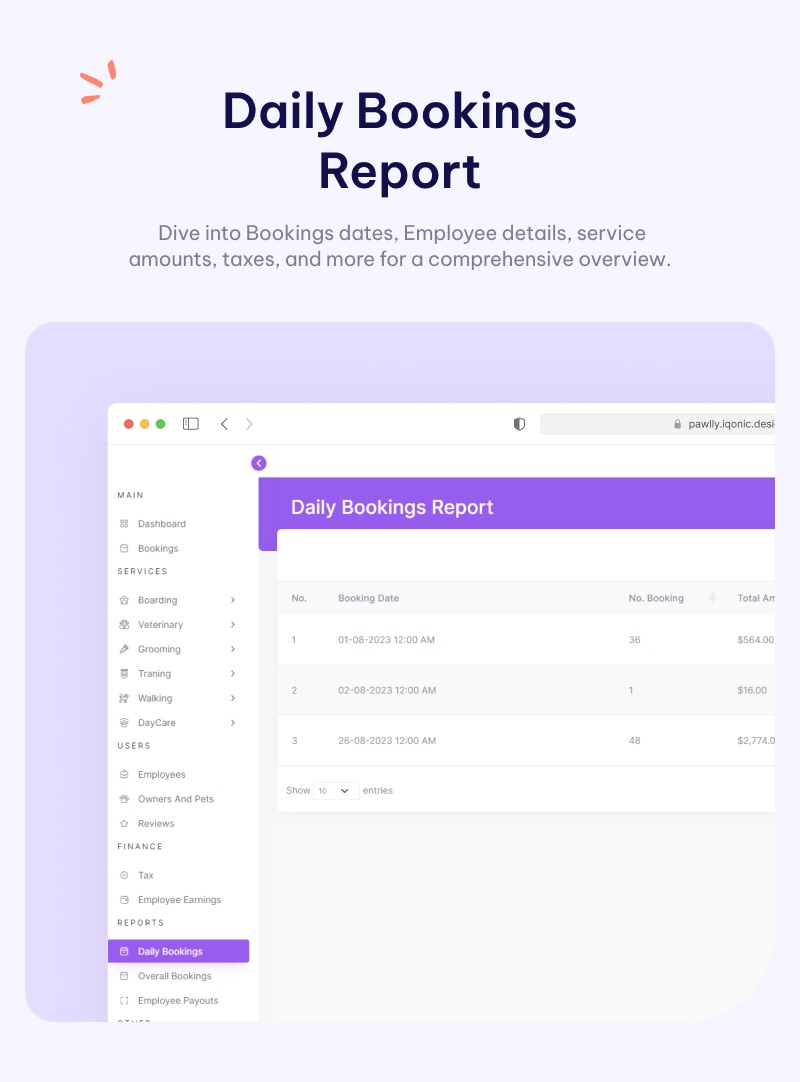 Daily Bookings
Report
Dive into Bookings dates, Employee details, service
amounts, taxes, and more for a comprehensive overview.
pawlly.iqonic.desi
MAIN
Dashboard
Bookings
SERVICES
Boarding
Veterinary
Grooming
Traning
Walking
DayCare
USERS
Employees
Owners And Pets
Reviews
FINANCE
Tax
Employee Earnings
REPORTS
Daily Bookings
Overall Bookings
Employee Payouts
Daily Bookings Report
No. Booking Date No. Booking Total Am
1 01-08-2023 12:00 AM 36 $564.00
2 02-08-2023 12:00 AM 1 $16.00
3 26-08-2023 12:00 AM 48 $2,774.0
Show 10 entries